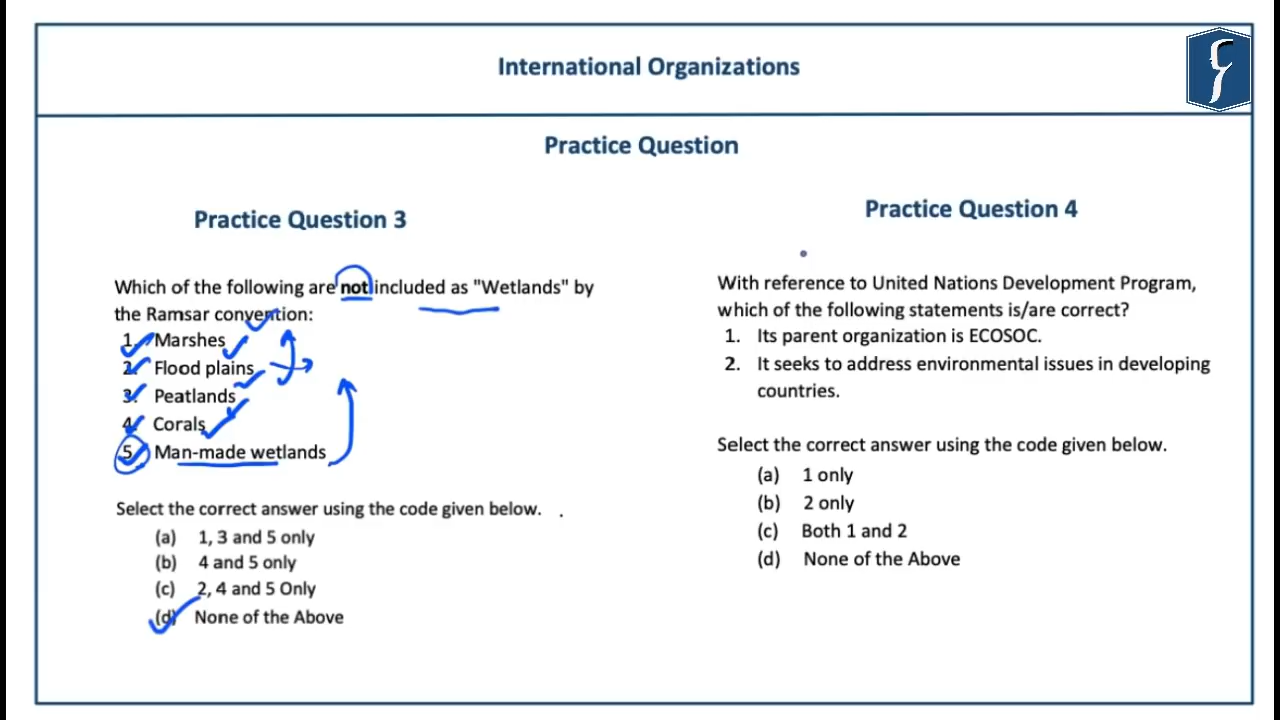 International Organizations
Practice Question
Practice Question 3
Which of the following are not included as "Wetlands" by
the Ramsar convention:
1. Marshes
2. Flood plains
3. Peatlands
4. Corals
5. Man-made wetlands
Select the correct answer using the code given below. .
(a) 1, 3 and 5 only
(b) 4 and 5 only
(c) 2, 4 and 5 Only
(d) None of the Above
Practice Question 4
With reference to United Nations Development Program,
which of the following statements is/are correct?
1. Its parent organization is ECOSOC.
2. It seeks to address environmental issues in developing
countries.
Select the correct answer using the code given below.
(a) 1 only
(b) 2 only
(c) Both 1 and 2
(d) None of the Above